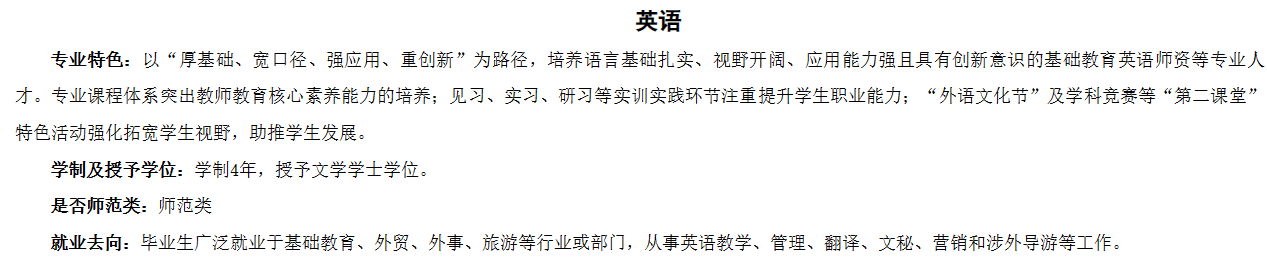 英语
专业特色：以“厚基础、宽口径、强应用、重创新”为路径，培养语言基础扎实、视野开阔、应用能力强且具有创新意识的基础教育英语师资等专业人
才。专业课程体系突出教师教育核心素养能力的培养；见习、实习、研习等实训实践环节注重提升学生职业能力；“外语文化节”及学科竞赛等“第二课堂”
特色活动强化拓宽学生视野，助推学生发展。
学制及授予学位：学制4年，授予文学学士学位。
是否师范类：师范类
就业去向：毕业生广泛就业于基础教育、外贸、外事、旅游等行业或部门，从事英语教学、管理、翻译、文秘、营销和涉外导游等工作。